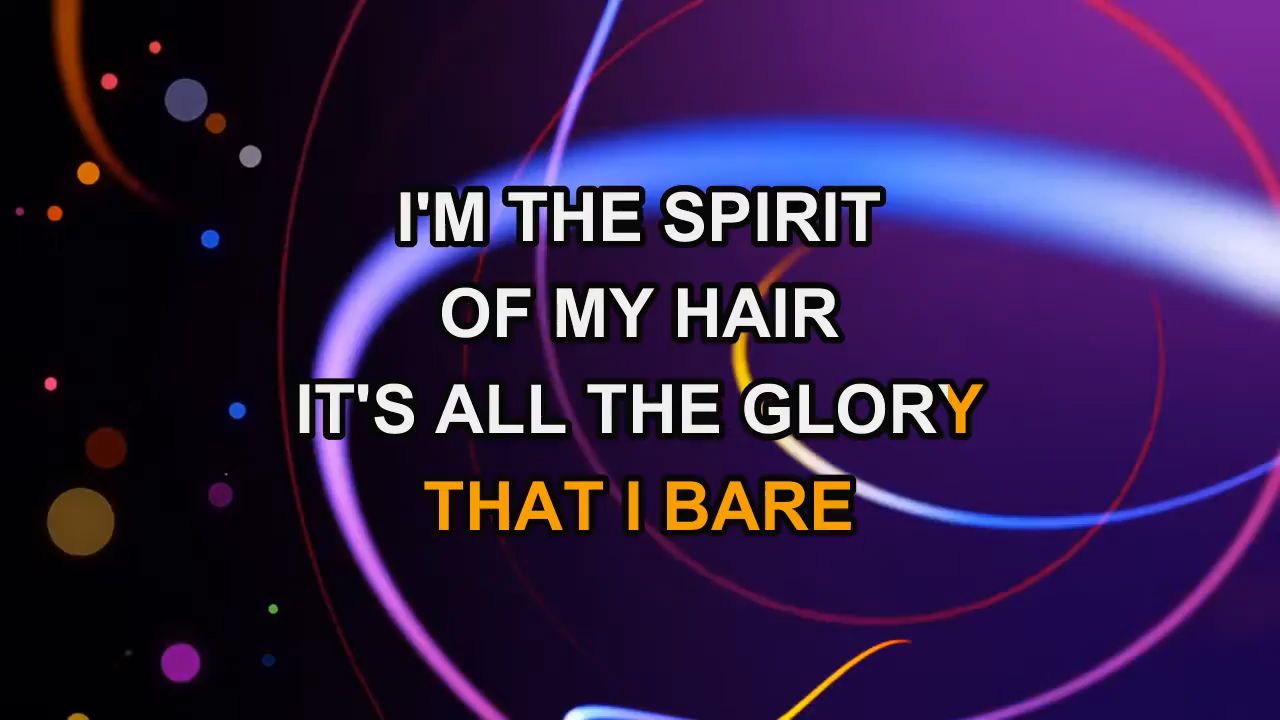 I'M THE SPIRIT
OF MY HAIR
IT'S ALL THE GLORY
THAT I BARE